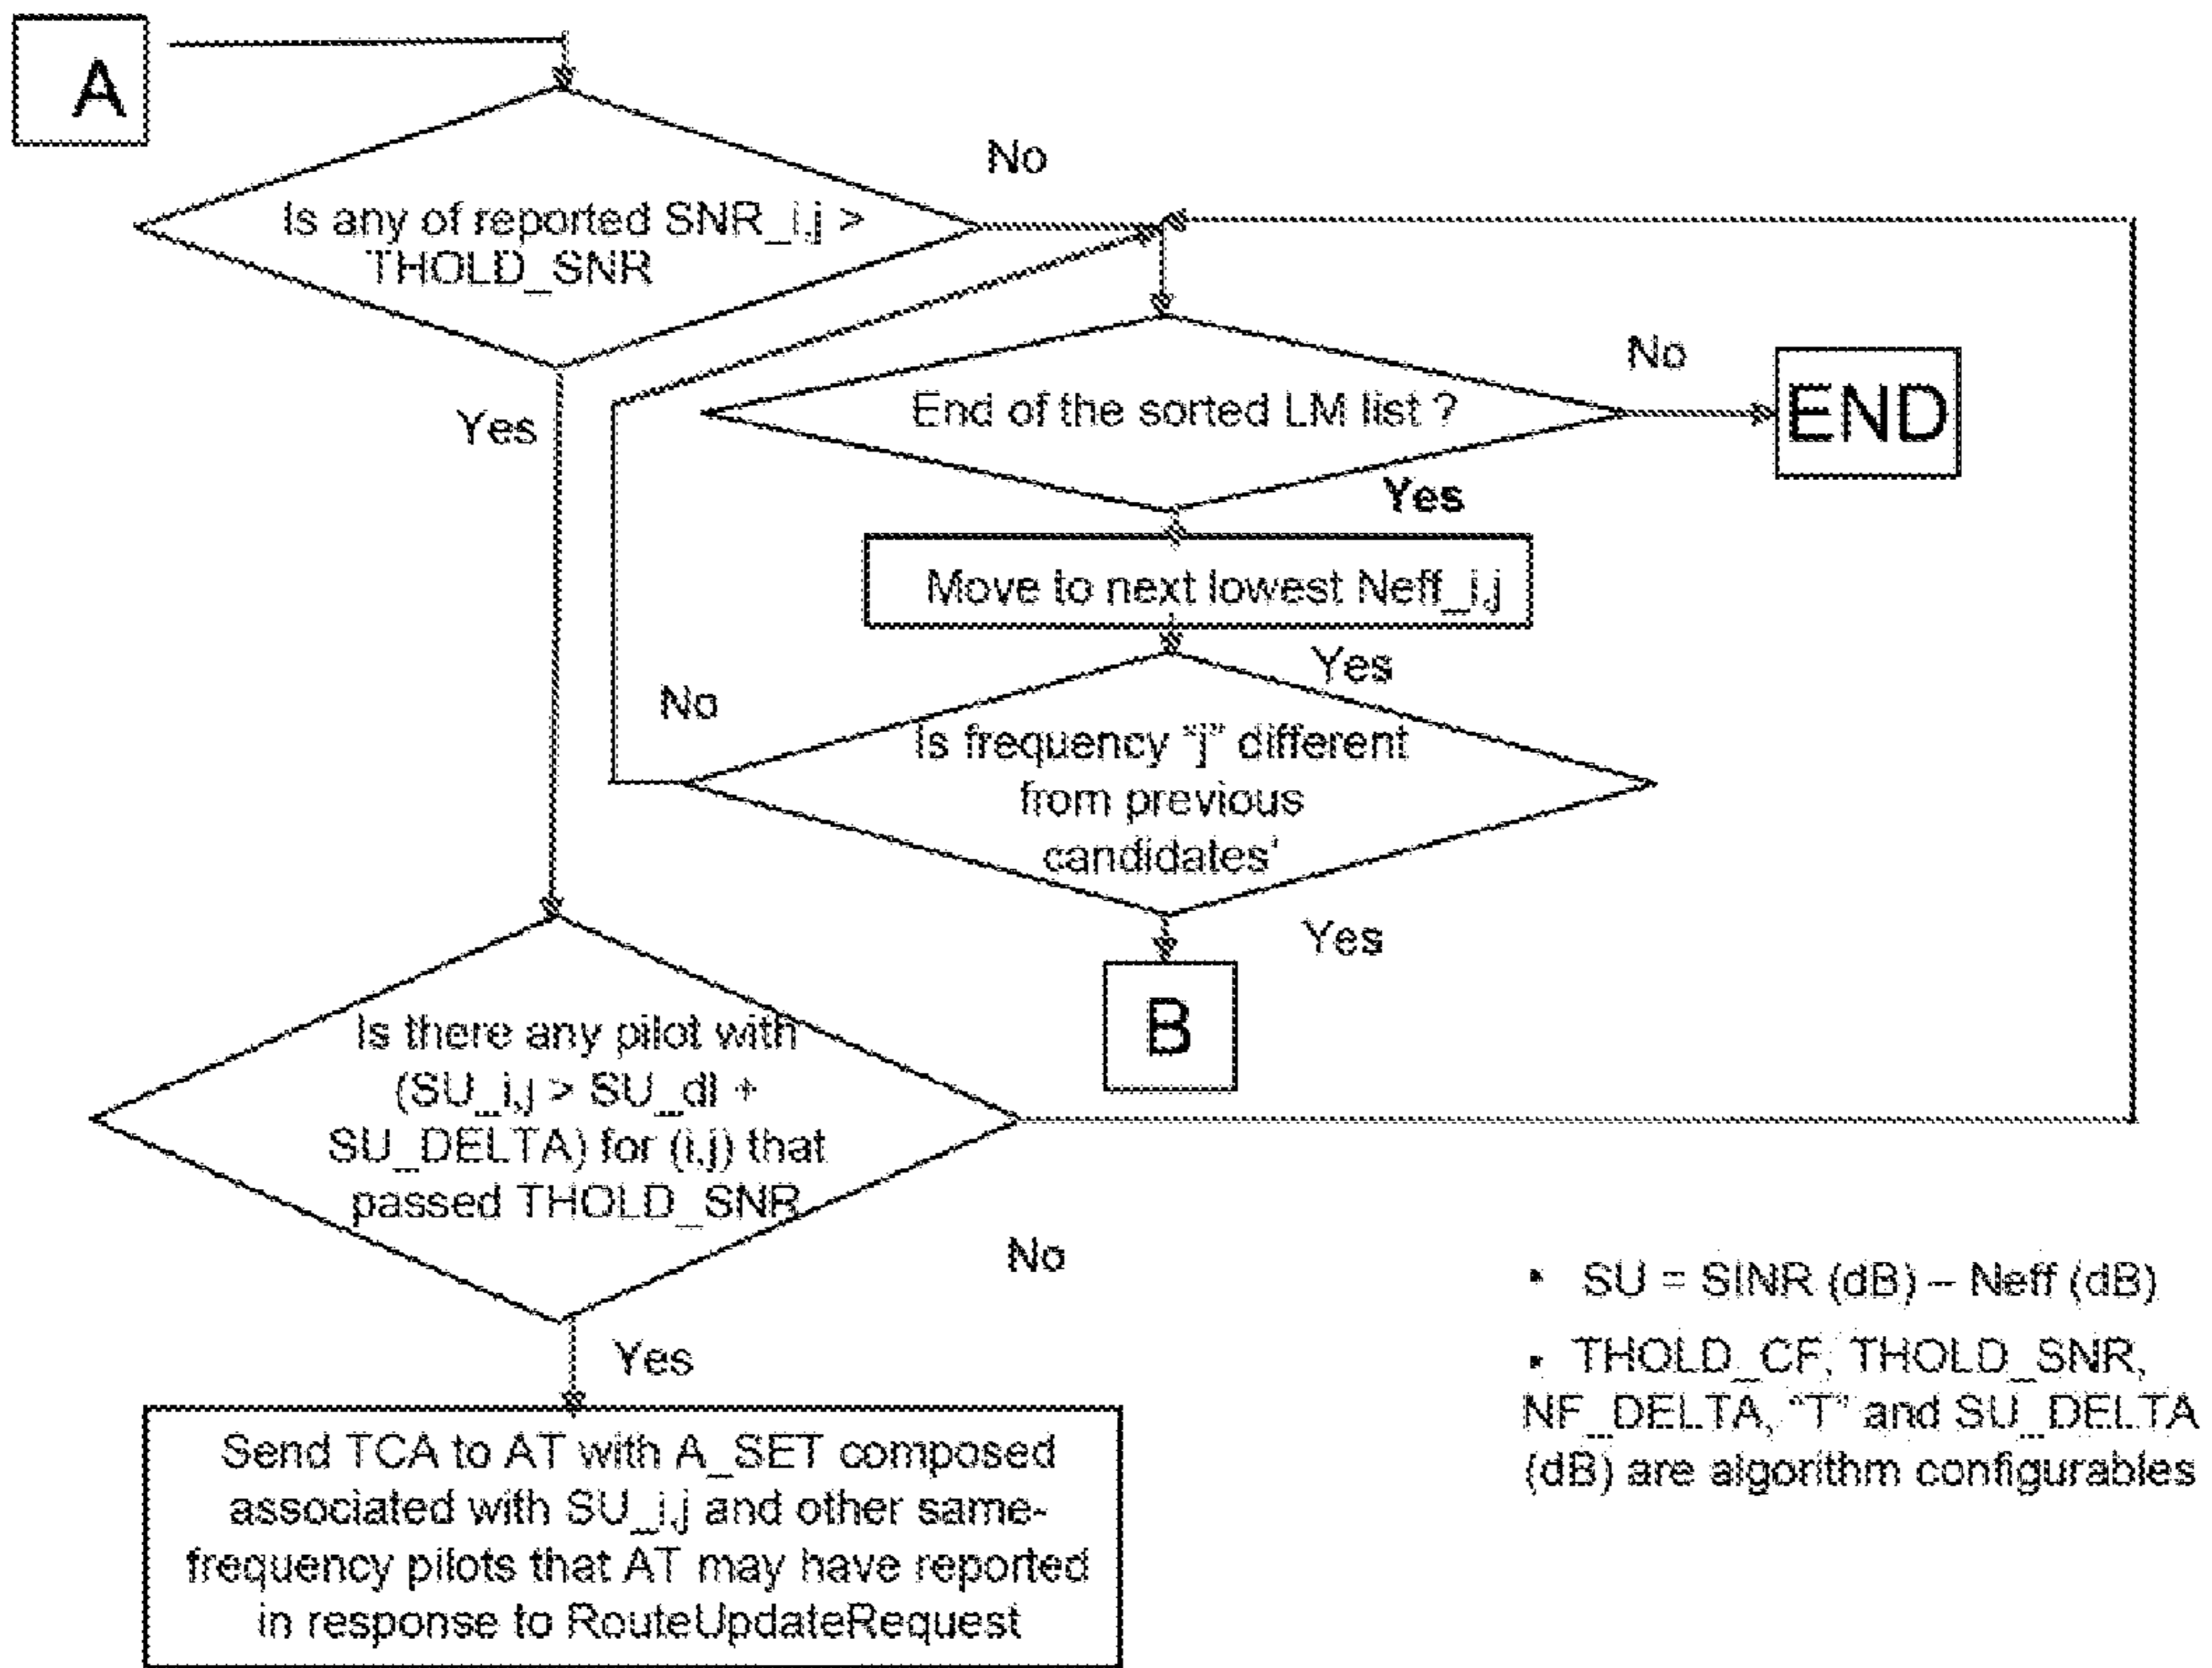 A
No
Is any of reported SNR_i,j >
THOLD_SNR
No
END
End of the sorted LM list ?
Yes
Yes
Move to next lowest Neff_i,j
Yes
No
Is frequency "j" different
from previous
candidates'
Yes
B
Is there any pilot with
(SU_i,j > SU_dl +
SU_DELTA) for (i,j) that
passed THOLD_SNR
No
Yes
Send TCA to AT with A_SET composed
associated with SU_i,j and other same-
frequency pilots that AT may have reported
in response to RouteUpdateRequest
▪ SU = SINR (dB) – Neff (dB)
▪ THOLD_CF, THOLD_SNR,
NF_DELTA, "T" and SU_DELTA
(dB) are algorithm configurables